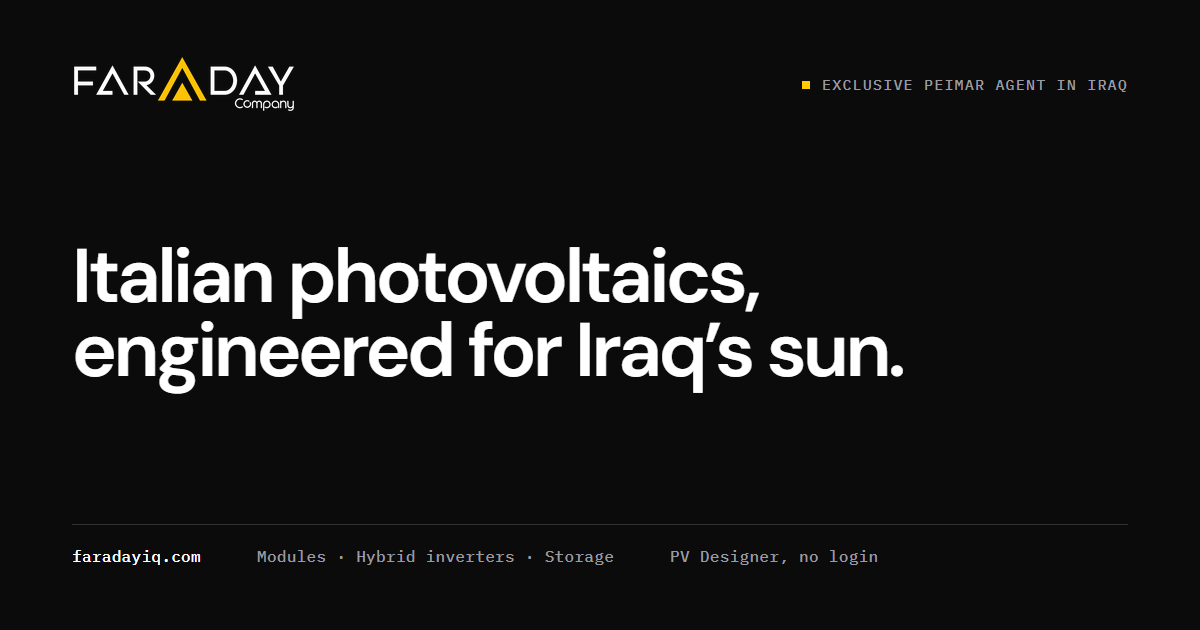 FARADAY
Company
EXCLUSIVE PEIMAR AGENT IN IRAQ
Italian photovoltaics,
engineered for Iraq’s sun.
faradayiq.com
Modules · Hybrid inverters · Storage
PV Designer, no login